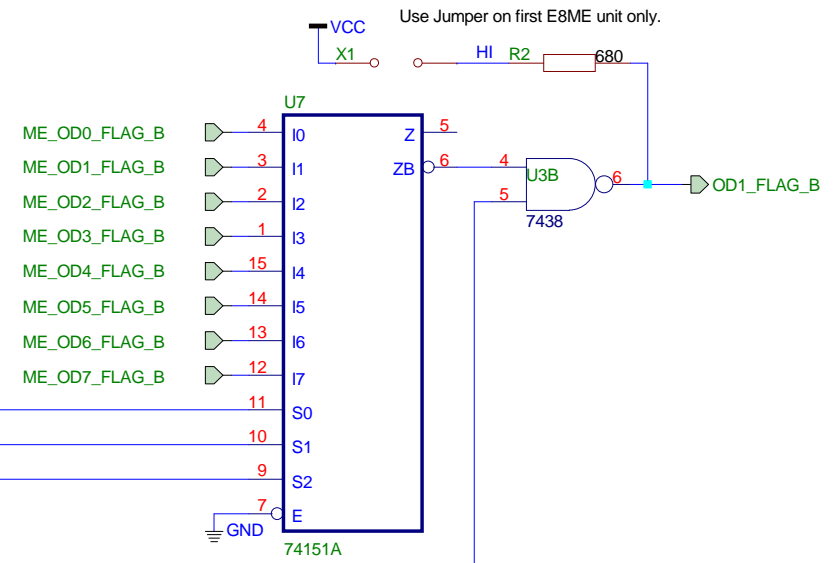 Use Jumper on first E8ME unit only.
VCC
X1
HI R2 680
U7
ME_OD0_FLAG_B 4 I0 Z 5
ME_OD1_FLAG_B 3 I1 ZB 6 4 U3B 6 OD1_FLAG_B
ME_OD2_FLAG_B 2 I2 5 7438
ME_OD3_FLAG_B 1 I3
ME_OD4_FLAG_B 15 I4
ME_OD5_FLAG_B 14 I5
ME_OD6_FLAG_B 13 I6
ME_OD7_FLAG_B 12 I7
11 S0
10 S1
9 S2
7 E
GND
74151A